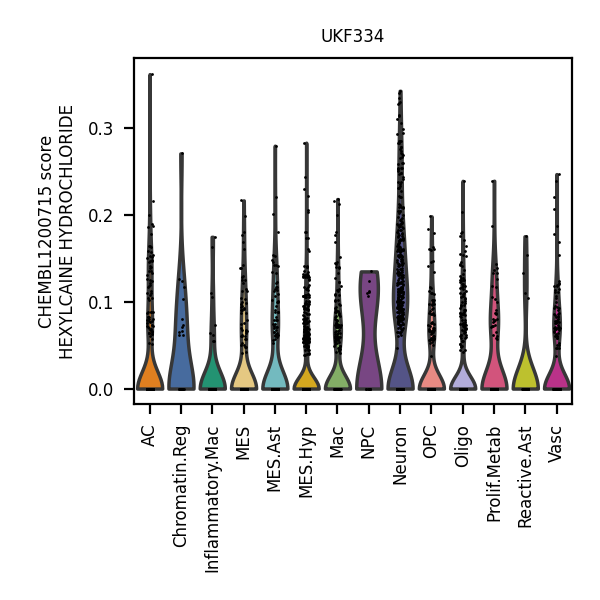 UKF334
CHEMBL1200715 score
HEXYLCAINE HYDROCHLORIDE
0.3
0.2
0.1
0.0
AC
Chromatin.Reg
Inflammatory.Mac
MES
MES.Ast
MES.Hyp
Mac
NPC
Neuron
OPC
Oligo
Prolif.Metab
Reactive.Ast
Vasc